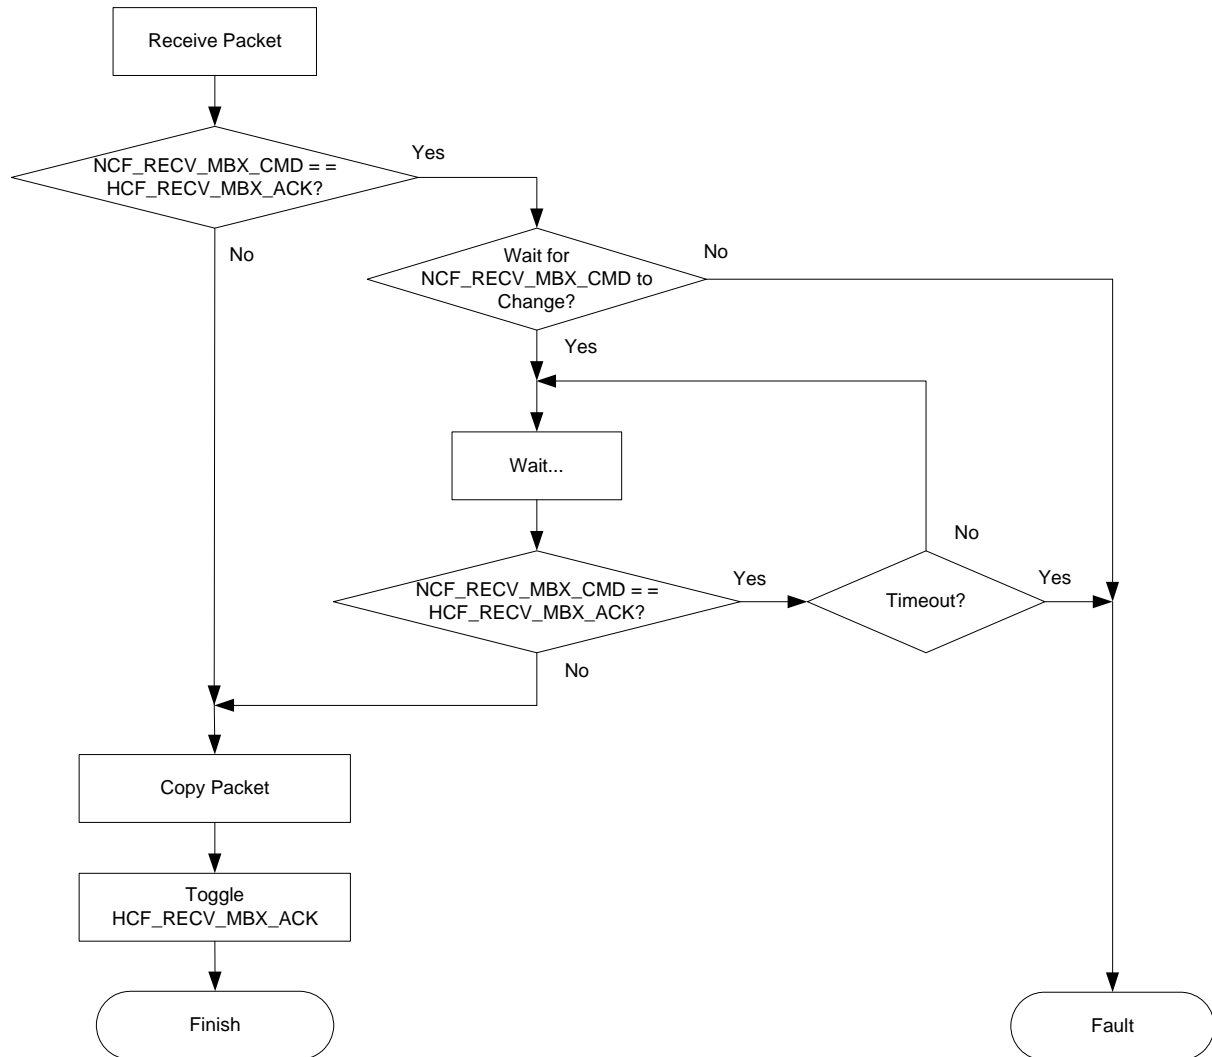 Receive Packet
NCF_RECV_MBX_CMD = =
HCF_RECV_MBX_ACK?
Yes
No
Wait for
NCF_RECV_MBX_CMD to
Change?
No
Yes
Wait...
No
NCF_RECV_MBX_CMD = =
HCF_RECV_MBX_ACK?
Yes
Timeout?
Yes
No
Copy Packet
Toggle
HCF_RECV_MBX_ACK
Finish
Fault